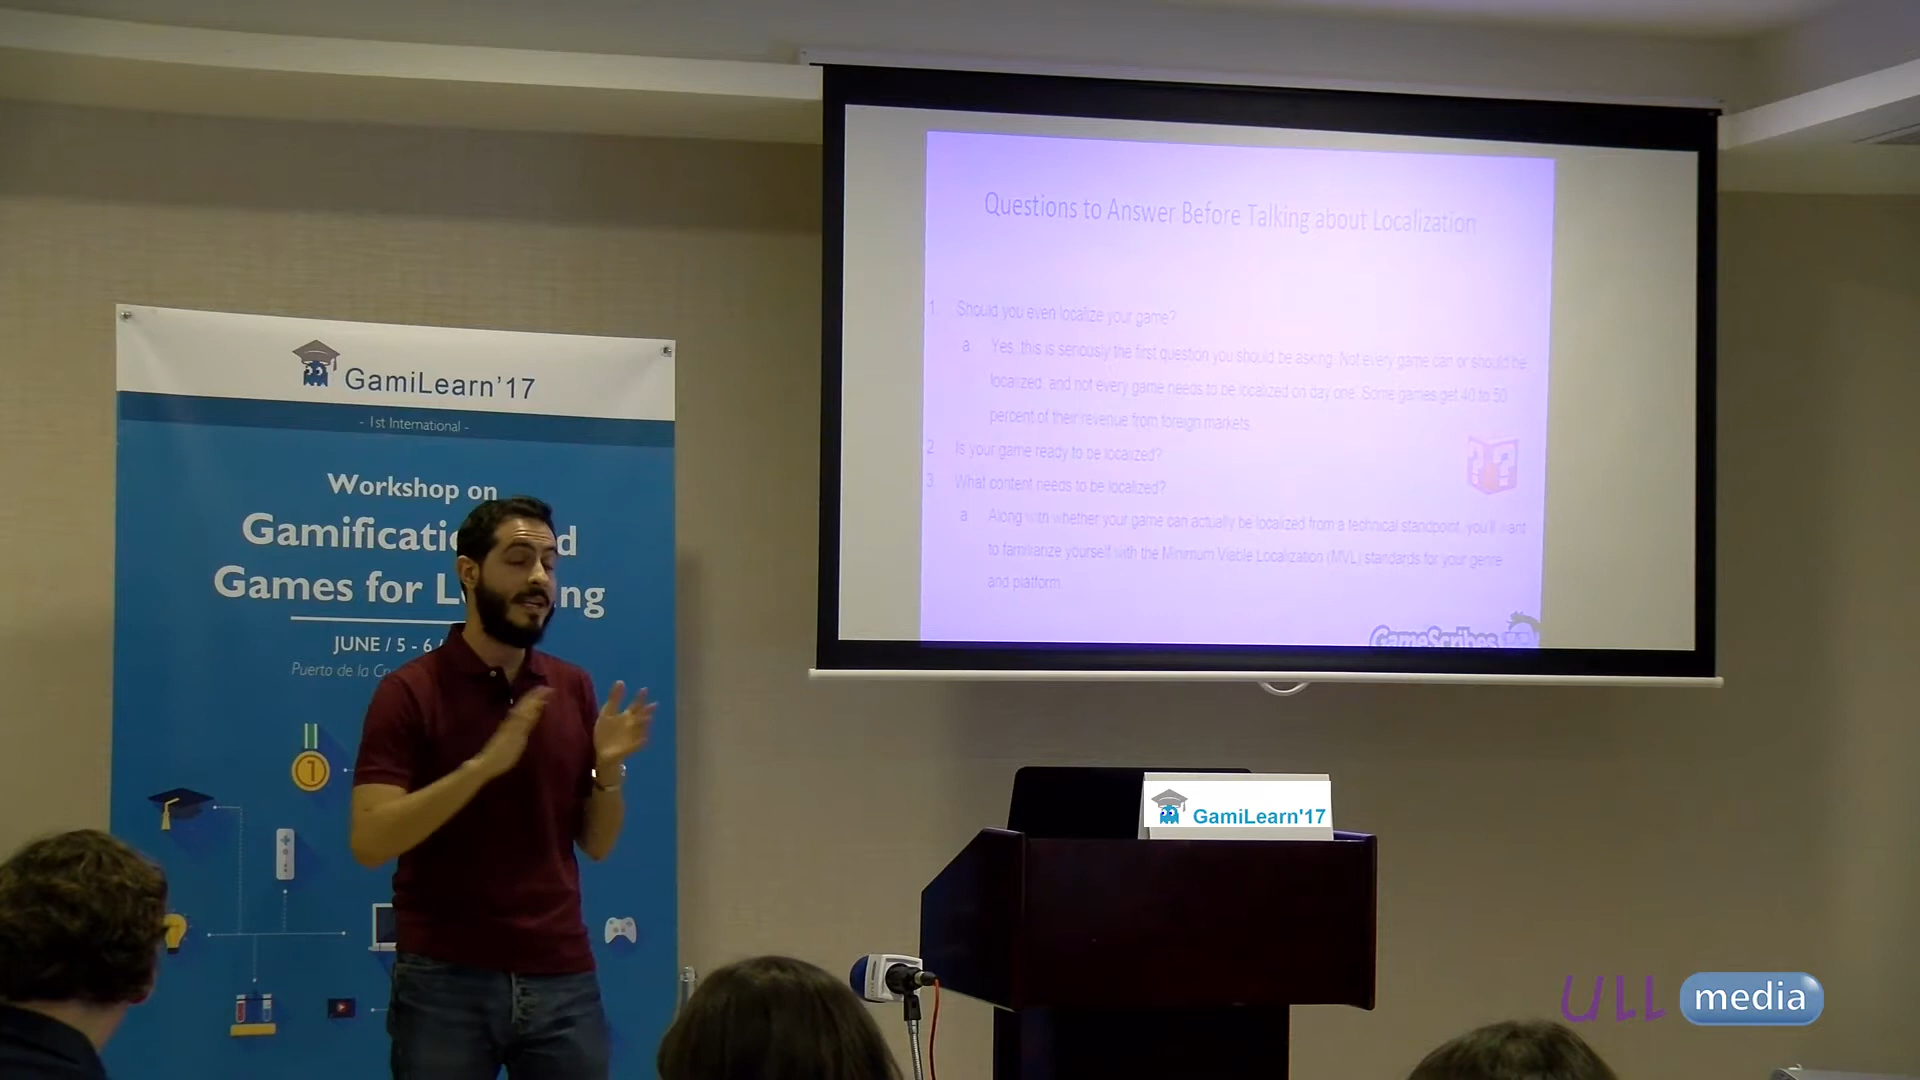 GamiLearn'17
- 1st International -
Workshop on
Gamificatio d
Games for L ng
JUNE / 5 - 6 /
Puerto de la Cr
1
Questions to Answer Before Talking about Localization
1. Should you even localize your game?
a. Yes, this is seriously the first question you should be asking. Not every game can or should be
localized, and not every game needs to be localized on day one. Some games get 40 to 50
percent of their revenue from foreign markets.
2. Is your game ready to be localized?
3. What content needs to be localized?
a. Along with whether your game can actually be localized from a technical standpoint, you'll want
to familiarize yourself with the Minimum Viable Localization (MVL) standards for your genre
and platform.
? ?
GameScribes
GamiLearn'17
ULL media